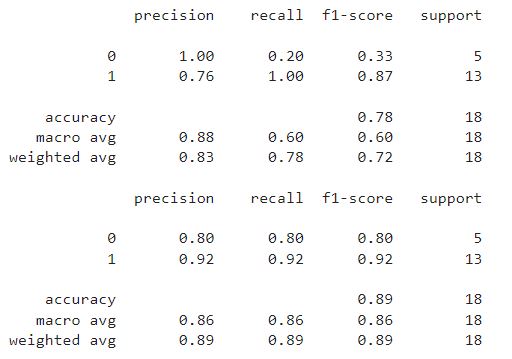 precision recall f1-score support
0 1.00 0.20 0.33 5
1 0.76 1.00 0.87 13
accuracy 0.78 18
macro avg 0.88 0.60 0.60 18
weighted avg 0.83 0.78 0.72 18
precision recall f1-score support
0 0.80 0.80 0.80 5
1 0.92 0.92 0.92 13
accuracy 0.89 18
macro avg 0.86 0.86 0.86 18
weighted avg 0.89 0.89 0.89 18